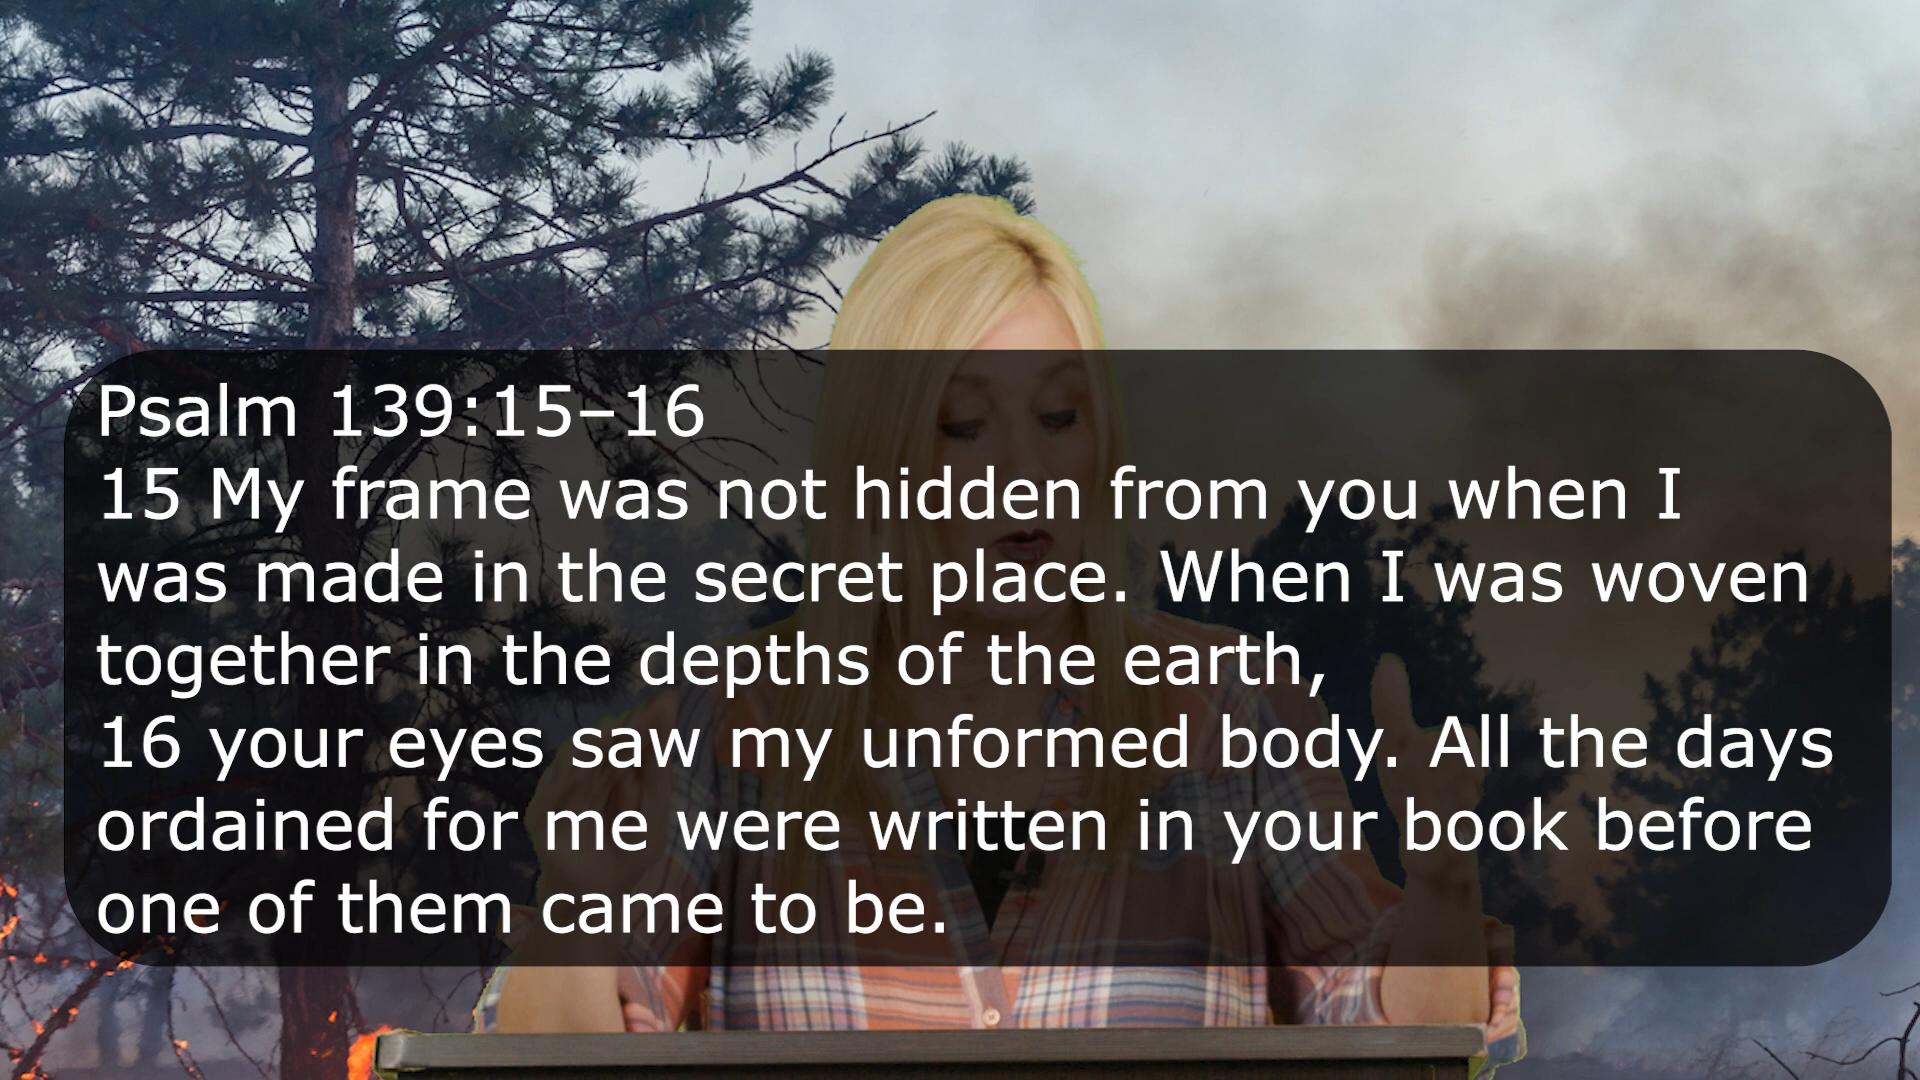 Psalm 139:15–16
15 My frame was not hidden from you when I
was made in the secret place. When I was woven
together in the depths of the earth,
16 your eyes saw my unformed body. All the days
ordained for me were written in your book before
one of them came to be.